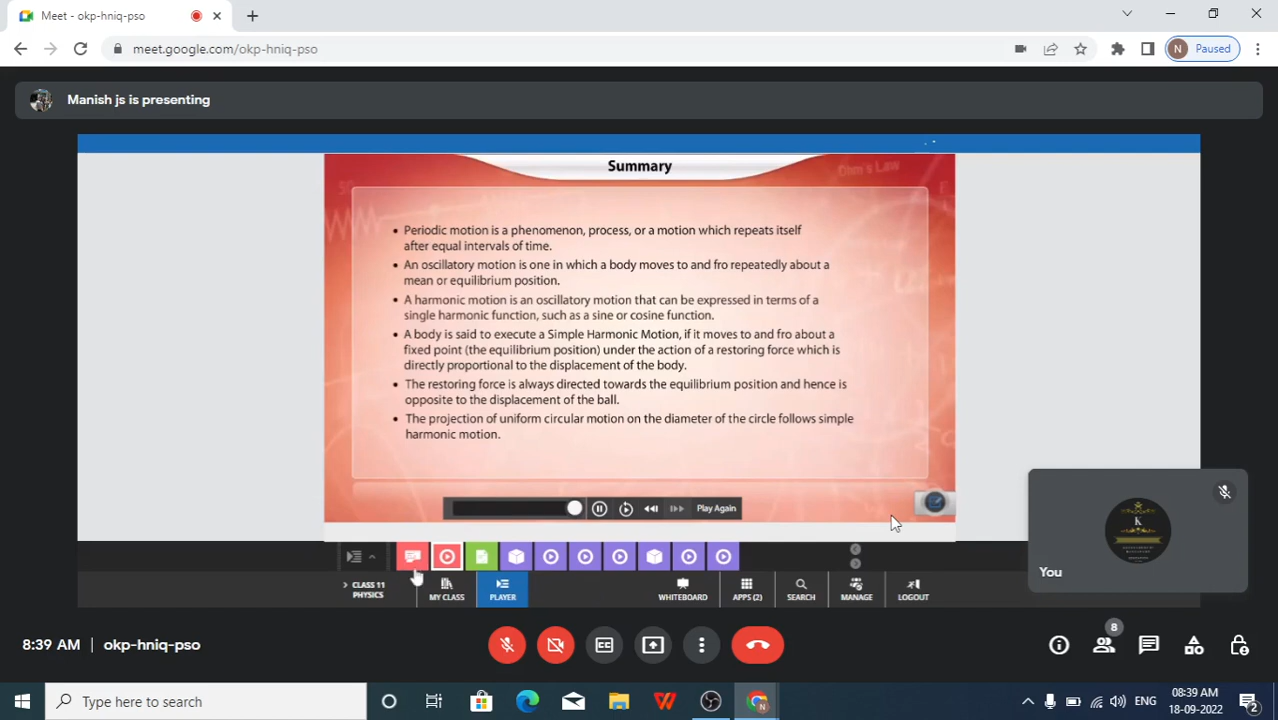 Meet - okp-hniq-pso
meet.google.com/okp-hniq-pso
N Paused
Manish js is presenting
Summary
Ohm's Law
• Periodic motion is a phenomenon, process, or a motion which repeats itself
after equal intervals of time.
• An oscillatory motion is one in which a body moves to and fro repeatedly about a
mean or equilibrium position.
• A harmonic motion is an oscillatory motion that can be expressed in terms of a
single harmonic function, such as a sine or cosine function.
• A body is said to execute a Simple Harmonic Motion, if it moves to and fro about a
fixed point (the equilibrium position) under the action of a restoring force which is
directly proportional to the displacement of the body.
• The restoring force is always directed towards the equilibrium position and hence is
opposite to the displacement of the ball.
• The projection of uniform circular motion on the diameter of the circle follows simple
harmonic motion.
Play Again
K
You
CLASS 11
PHYSICS
MY CLASS
PLAYER
WHITEBOARD
APPS (2)
SEARCH
MANAGE
LOGOUT
8:39 AM
okp-hniq-pso
CC
8
Type here to search
ENG
08:39 AM
18-09-2022
2